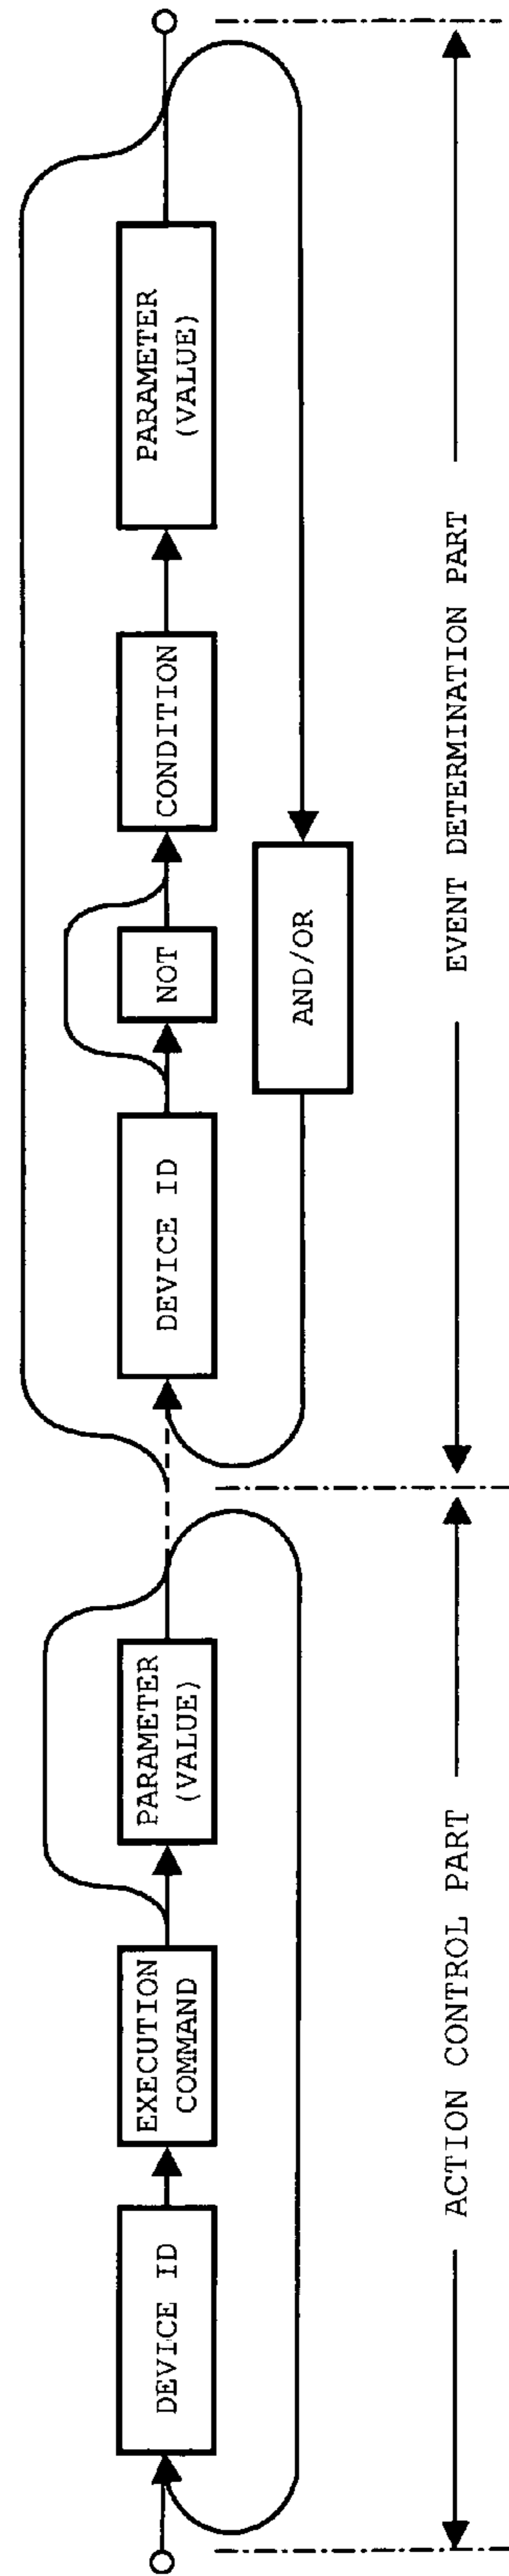 DEVICE ID
EXECUTION
COMMAND
PARAMETER
(VALUE)
DEVICE ID
NOT
CONDITION
PARAMETER
(VALUE)
AND/OR
ACTION CONTROL PART
EVENT DETERMINATION PART